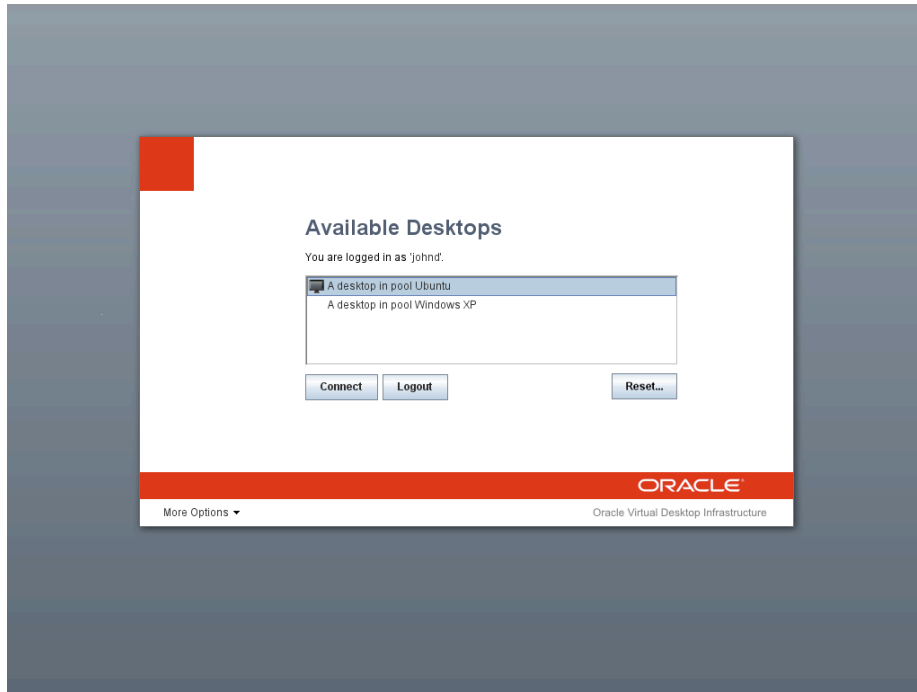 Available Desktops
You are logged in as 'johnd'.
A desktop in pool Ubuntu
A desktop in pool Windows XP
Connect Logout Reset...
ORACLE
More Options Oracle Virtual Desktop Infrastructure